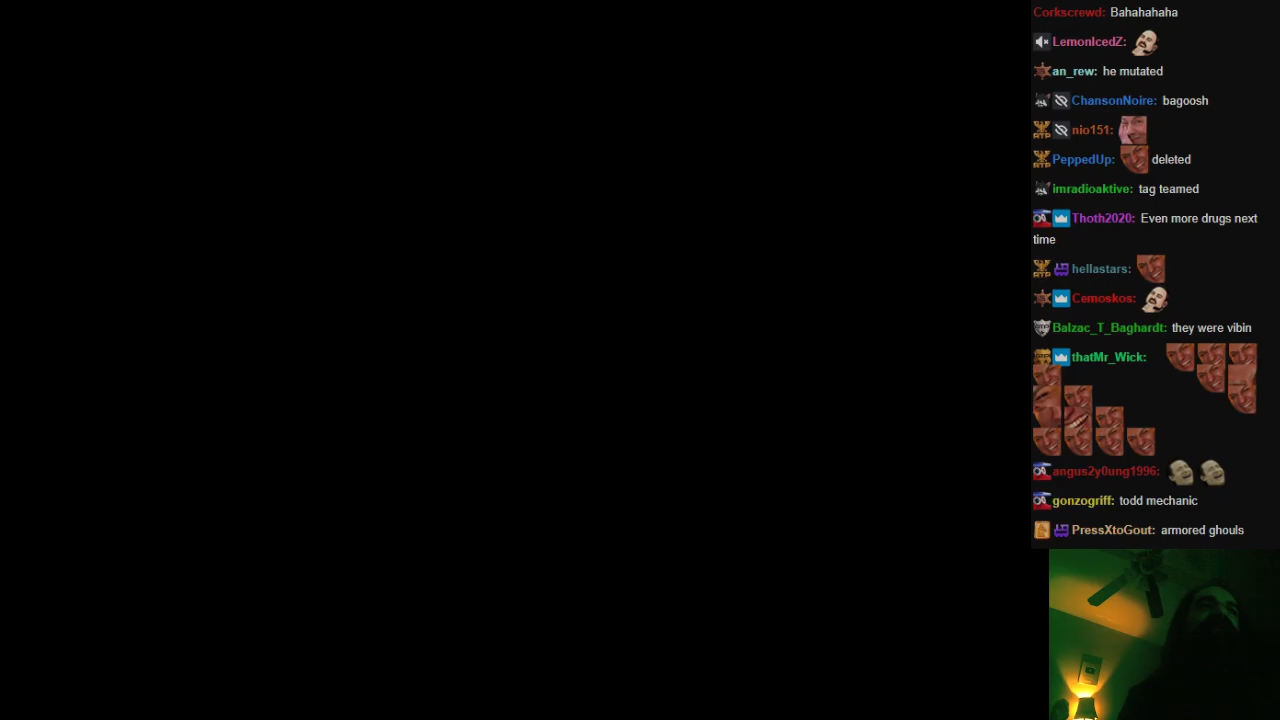 Corkscrewd: Bahahahaha
LemonIcedZ:
an_rew: he mutated
ChansonNoire: bagoosh
nio151:
PeppedUp: deleted
imradioaktive: tag teamed
Thoth2020: Even more drugs next
time
hellastars:
Cemoskos:
Balzac_T_Baghardt: they were vibin
thatMr_Wick:
angus2y0ung1996:
gonzogriff: todd mechanic
PressXtoGout: armored ghouls